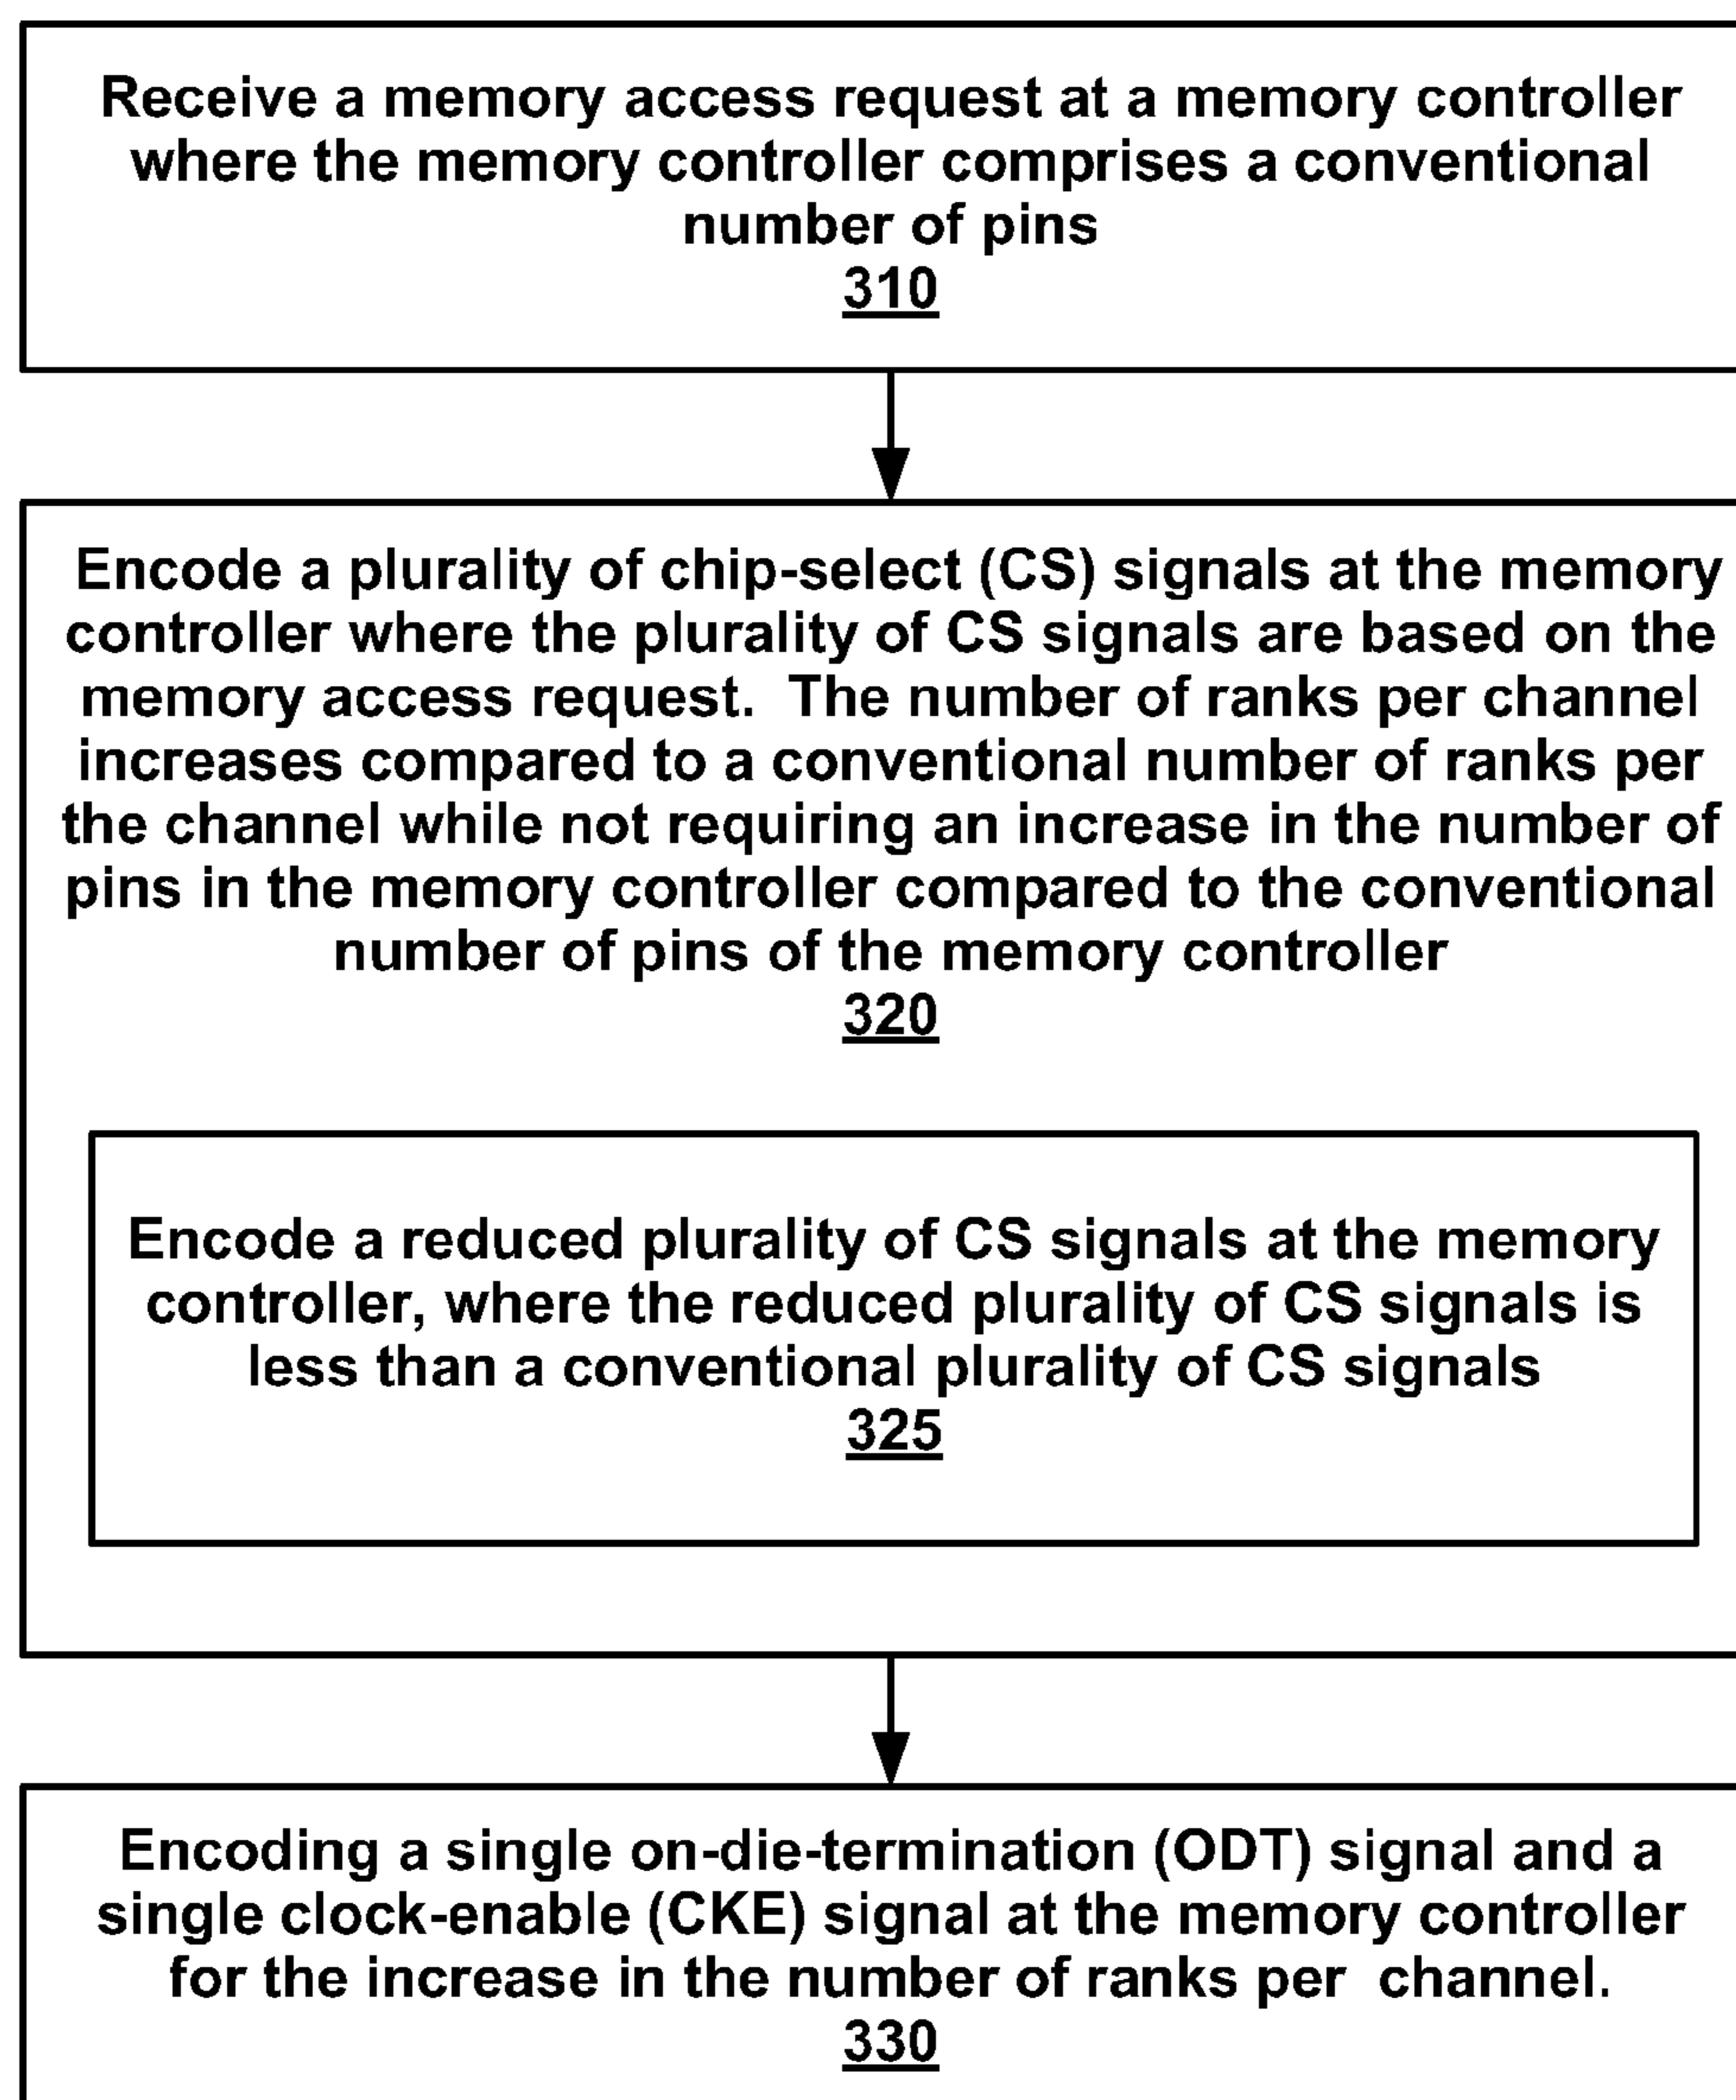 Receive a memory access request at a memory controller
where the memory controller comprises a conventional
number of pins
310
Encode a plurality of chip-select (CS) signals at the memory
controller where the plurality of CS signals are based on the
memory access request.  The number of ranks per channel
increases compared to a conventional number of ranks per
the channel while not requiring an increase in the number of
pins in the memory controller compared to the conventional
number of pins of the memory controller
320
Encode a reduced plurality of CS signals at the memory
controller, where the reduced plurality of CS signals is
less than a conventional plurality of CS signals
325
Encoding a single on-die-termination (ODT) signal and a
single clock-enable (CKE) signal at the memory controller
for the increase in the number of ranks per  channel.
330